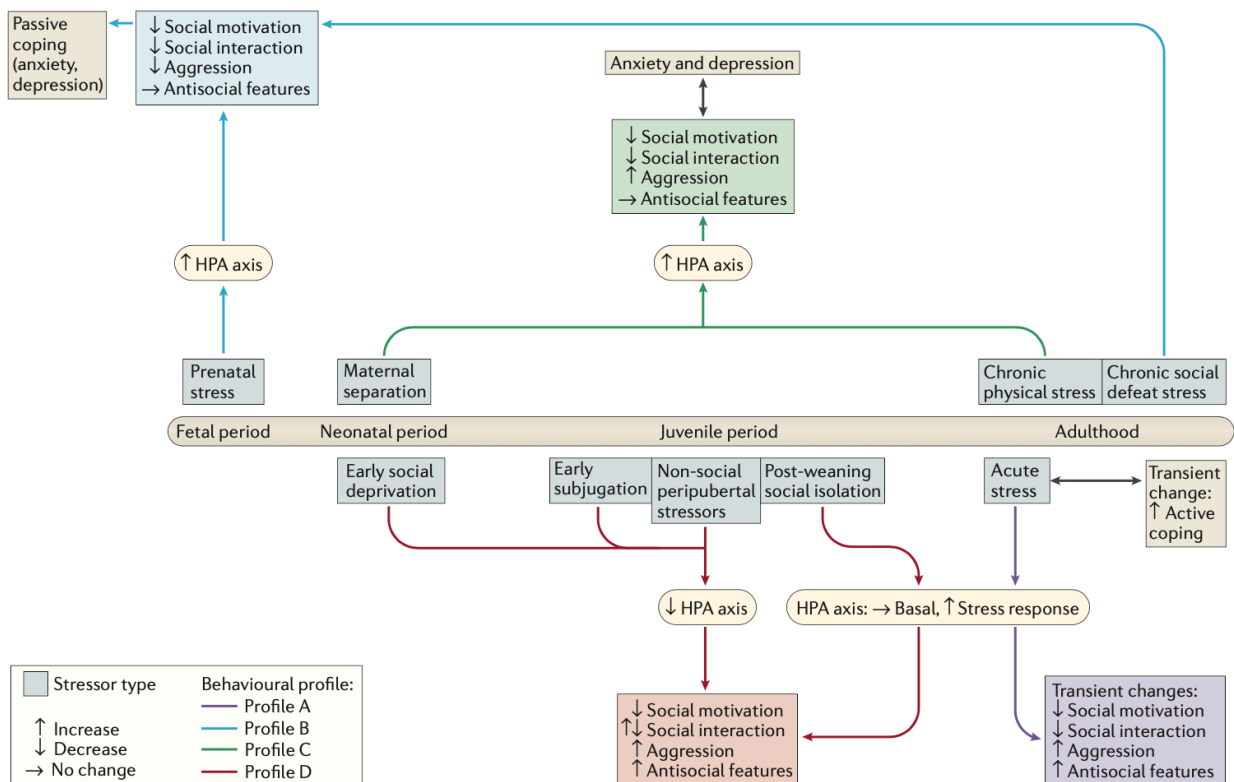 Passive
coping
(anxiety,
depression)
↓ Social motivation
↓ Social interaction
↓ Aggression
→ Antisocial features
Anxiety and depression
↓ Social motivation
↓ Social interaction
↑ Aggression
→ Antisocial features
↑ HPA axis
↑ HPA axis
Prenatal
stress
Maternal
separation
Chronic
physical stress
Chronic social
defeat stress
Fetal period
Neonatal period
Juvenile period
Adulthood
Early social
deprivation
Early
subjugation
Non-social
peripubertal
stressors
Post-weaning
social isolation
Acute
stress
Transient
change:
↑ Active
coping
↓ HPA axis
HPA axis: → Basal, ↑ Stress response
Stressor type
↑ Increase
↓ Decrease
→ No change
Behavioural profile:
Profile A
Profile B
Profile C
Profile D
↓ Social motivation
↑↓ Social interaction
↑ Aggression
↑ Antisocial features
Transient changes:
↓ Social motivation
↓ Social interaction
↑ Aggression
↑ Antisocial features